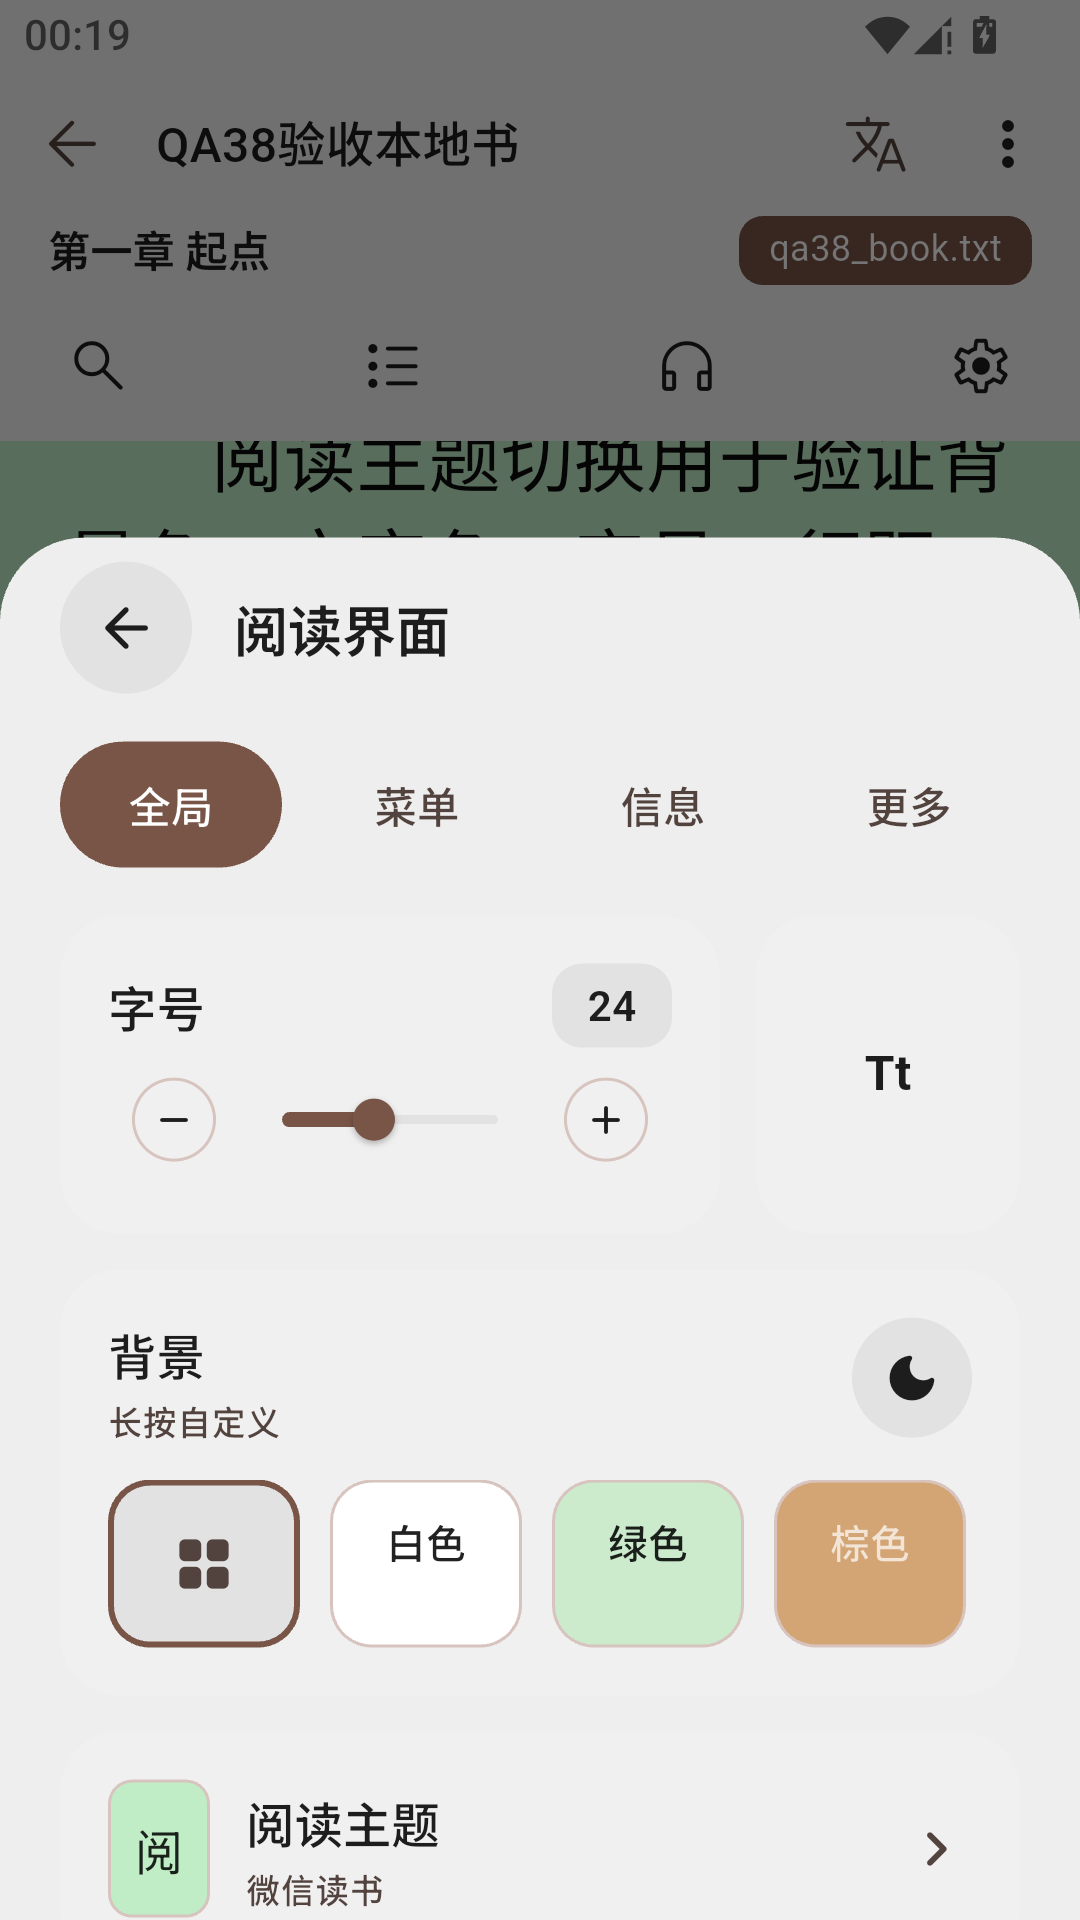 00:19
QA38验收本地书
第一章 起点
qa38_book.txt
阅读主题切换用于验证背
阅读界面
全局
菜单
信息
更多
字号
24
Tt
背景
长按自定义
白色
绿色
棕色
阅
阅读主题
微信读书